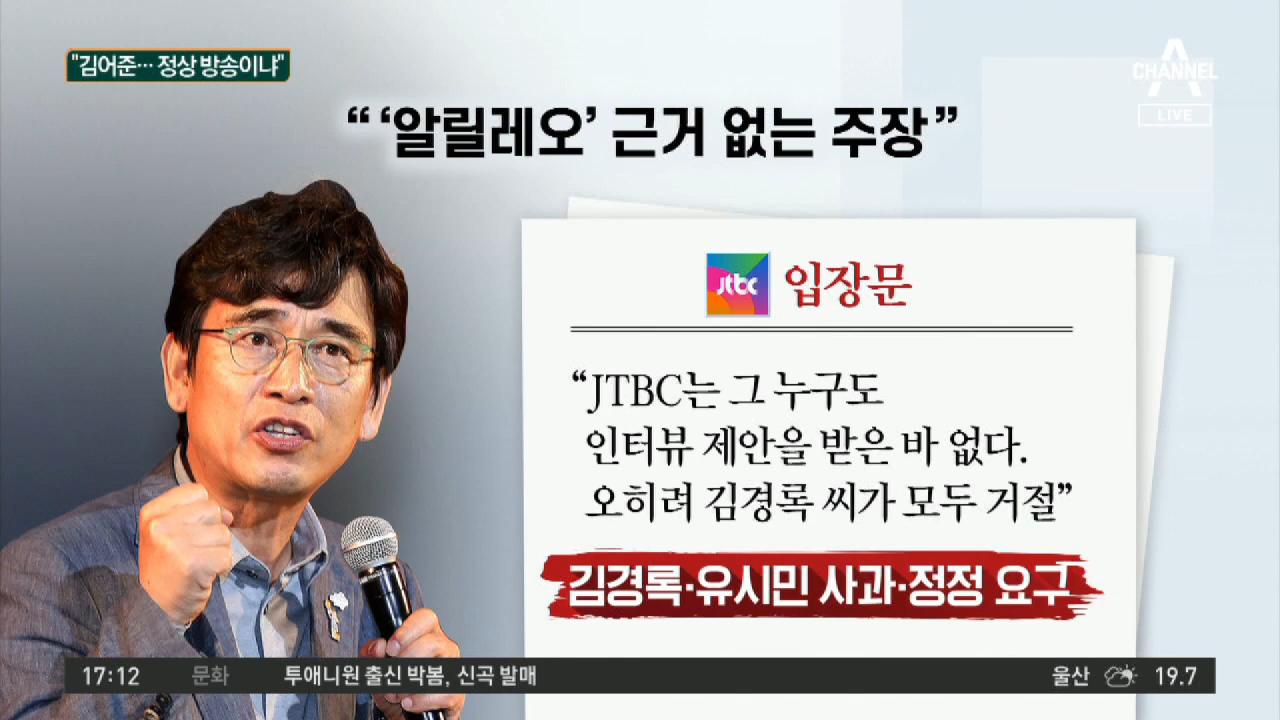 "김어준… 정상 방송이냐"
CHANNEL A
LIVE
“ ‘알릴레오’ 근거 없는 주장”
jtbc 입장문
“JTBC는 그 누구도
인터뷰 제안을 받은 바 없다.
오히려 김경록 씨가 모두 거절”
김경록·유시민 사과·정정 요구
17:12 문화 투애니원 출신 박봄, 신곡 발매 울산 19.7